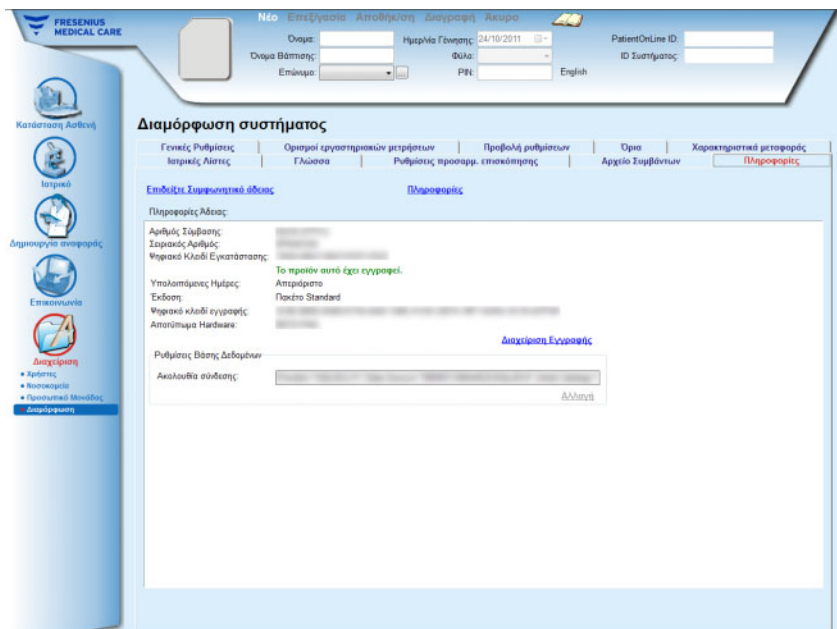 FRESENIUS
MEDICAL CARE
Νέο Επεξ/γασία Αποθήκ/ση Διαγραφή Άκυρο
Όνομα: Ημερ/νία Γέννησης: 24/10/2011 PatientOnLine ID:
Όνομα Βάπτισης: Φύλο: ID Συστήματος:
Επώνυμο: ... PIN: English
Κατάσταση Ασθενή
Ιατρικό
Δημιουργία αναφοράς
Επικοινωνία
Διαχείριση
Χρήστης
Νοσοκομεία
Προσωπικό Μονάδας
Διαμόρφωση
Διαμόρφωση συστήματος
Γενικές Ρυθμίσεις Ορισμοί εργαστηριακών μετρήσεων Προβολή ρυθμίσεων Όρια Χαρακτηριστικά μεταφοράς
Ιατρικές Λίστες Γλώσσα Ρυθμίσεις προσαρμ. επισκόπησης Αρχείο Συμβάντων Πληροφορίες
Επιδείξτε Συμφωνητικό άδειας Πληροφορίες
Πληροφορίες Άδειας:
Αριθμός Σύμβασης:
Σειριακός Αριθμός:
Ψηφιακό Κλειδί Εγκατάστασης:
Το προϊόν αυτό έχει εγγραφεί.
Υπολειπόμενες Ημέρες: Απεριόριστο
Έκδοση: Πακέτο Standard
Ψηφιακό κλειδί εγγραφής:
Αποτύπωμα Hardware:
Διαχείριση Εγγραφής
Ρυθμίσεις Βάσης Δεδομένων
Ακολουθία σύνδεσης:
Αλλαγή